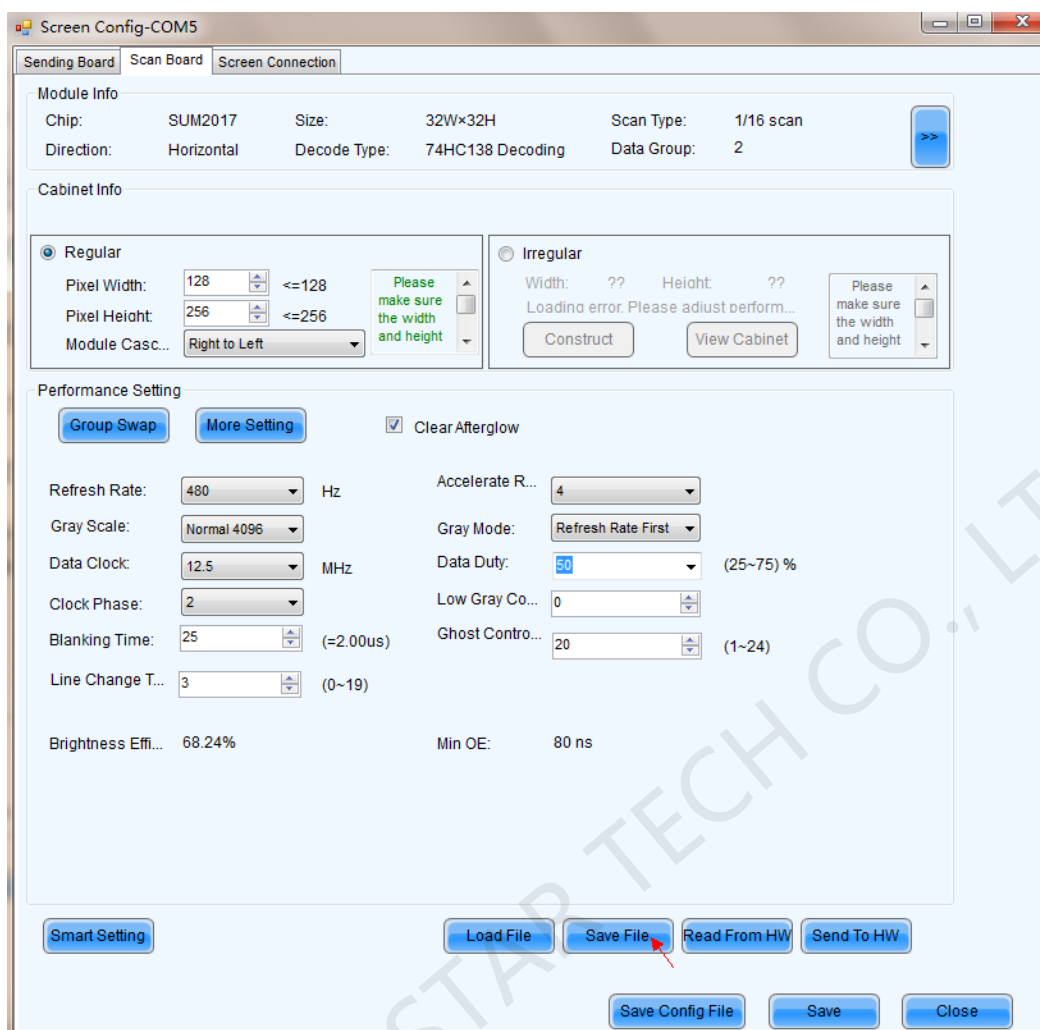 Screen Config-COM5
Sending Board Scan Board Screen Connection
Module Info
Chip: SUM2017 Size: 32W×32H Scan Type: 1/16 scan
Direction: Horizontal Decode Type: 74HC138 Decoding Data Group: 2
>>
Cabinet Info
Regular
Pixel Width: 128 <=128
Pixel Height: 256 <=256
Module Casc... Right to Left
Please
make sure
the width
and height
Irregular
Width: ?? Height: ??
Loading error. Please adjust perform...
Construct View Cabinet
Please
make sure
the width
and height
Performance Setting
Group Swap More Setting Clear Afterglow
Refresh Rate: 480 Hz Accelerate R... 4
Gray Scale: Normal 4096 Gray Mode: Refresh Rate First
Data Clock: 12.5 MHz Data Duty: 50 (25~75) %
Clock Phase: 2 Low Gray Co... 0
Blanking Time: 25 (=2.00us) Ghost Contro... 20 (1~24)
Line Change T... 3 (0~19)
Brightness Effi... 68.24% Min OE: 80 ns
Smart Setting Load File Save File Read From HW Send To HW
Save Config File Save Close
STAR TECH CO., LT